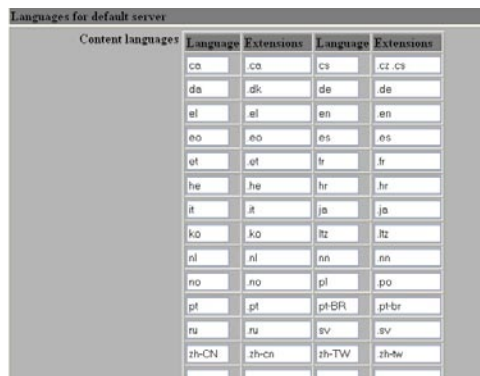 Languages for default server
Content languages Language Extensions Language Extensions
ca .ca cs .cz .cs
da .dk de .de
el .el en .en
eo .eo es .es
et .et fr .fr
he .he hr .hr
it .it ja .ja
ko .ko ltz .ltz
nl .nl nn .nn
no .no pl .po
pt .pt pt-BR .pt-br
ru .ru sv .sv
zh-CN .zh-cn zh-TW .zh-tw